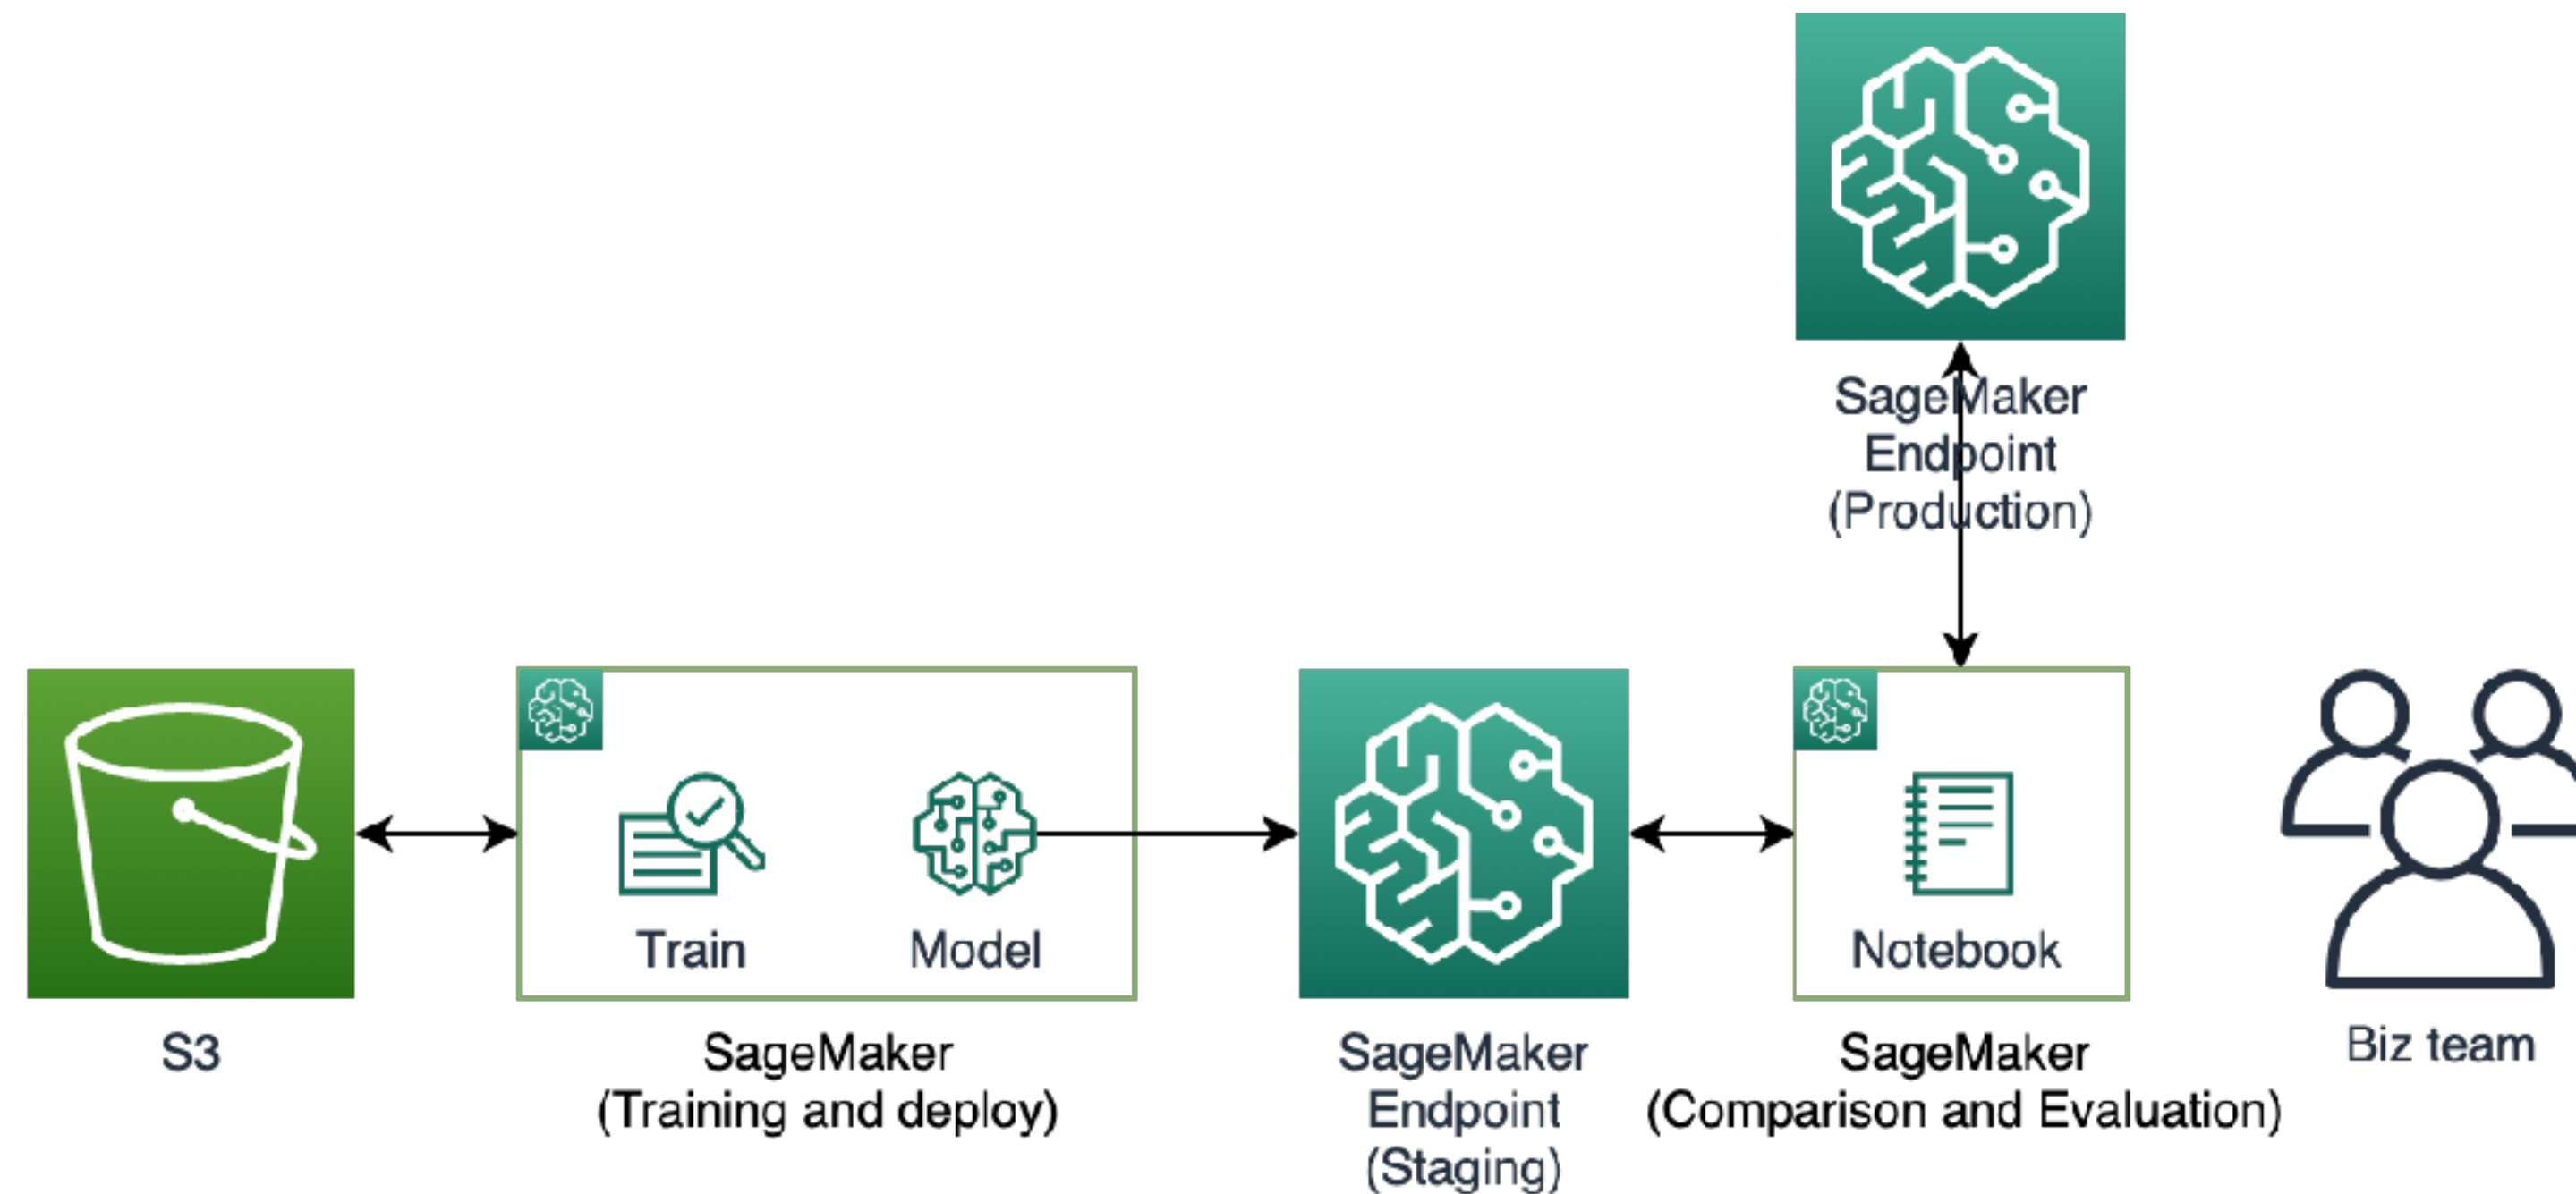 SageMaker
Endpoint
(Production)
Train
Model
Notebook
S3
SageMaker
(Training and deploy)
SageMaker
Endpoint
(Staging)
SageMaker
(Comparison and Evaluation)
Biz team